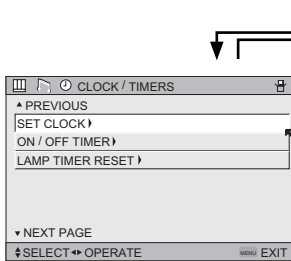 CLOCK / TIMERS
PREVIOUS
SET CLOCK
ON / OFF TIMER
LAMP TIMER RESET
NEXT PAGE
SELECT OPERATE MENU EXIT